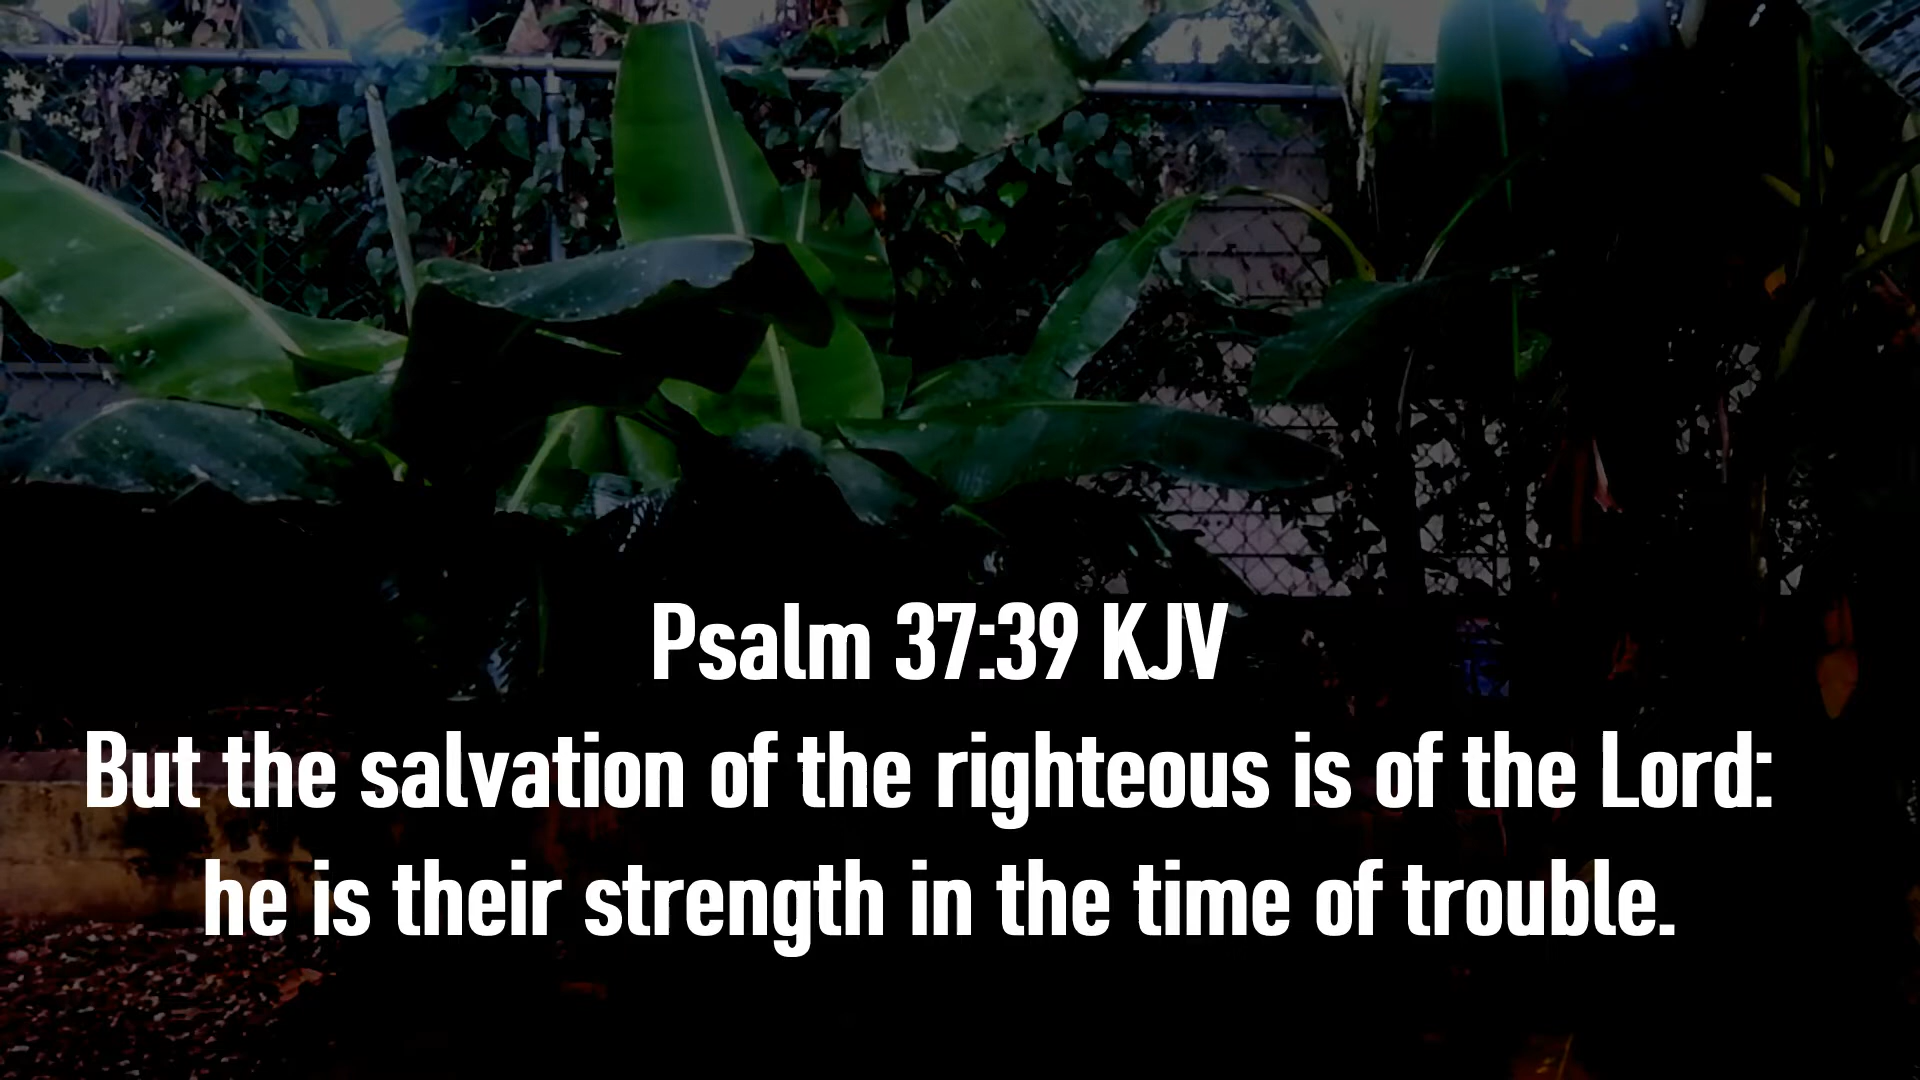 Psalm 37:39 KJV
But the salvation of the righteous is of the Lord:
he is their strength in the time of trouble.